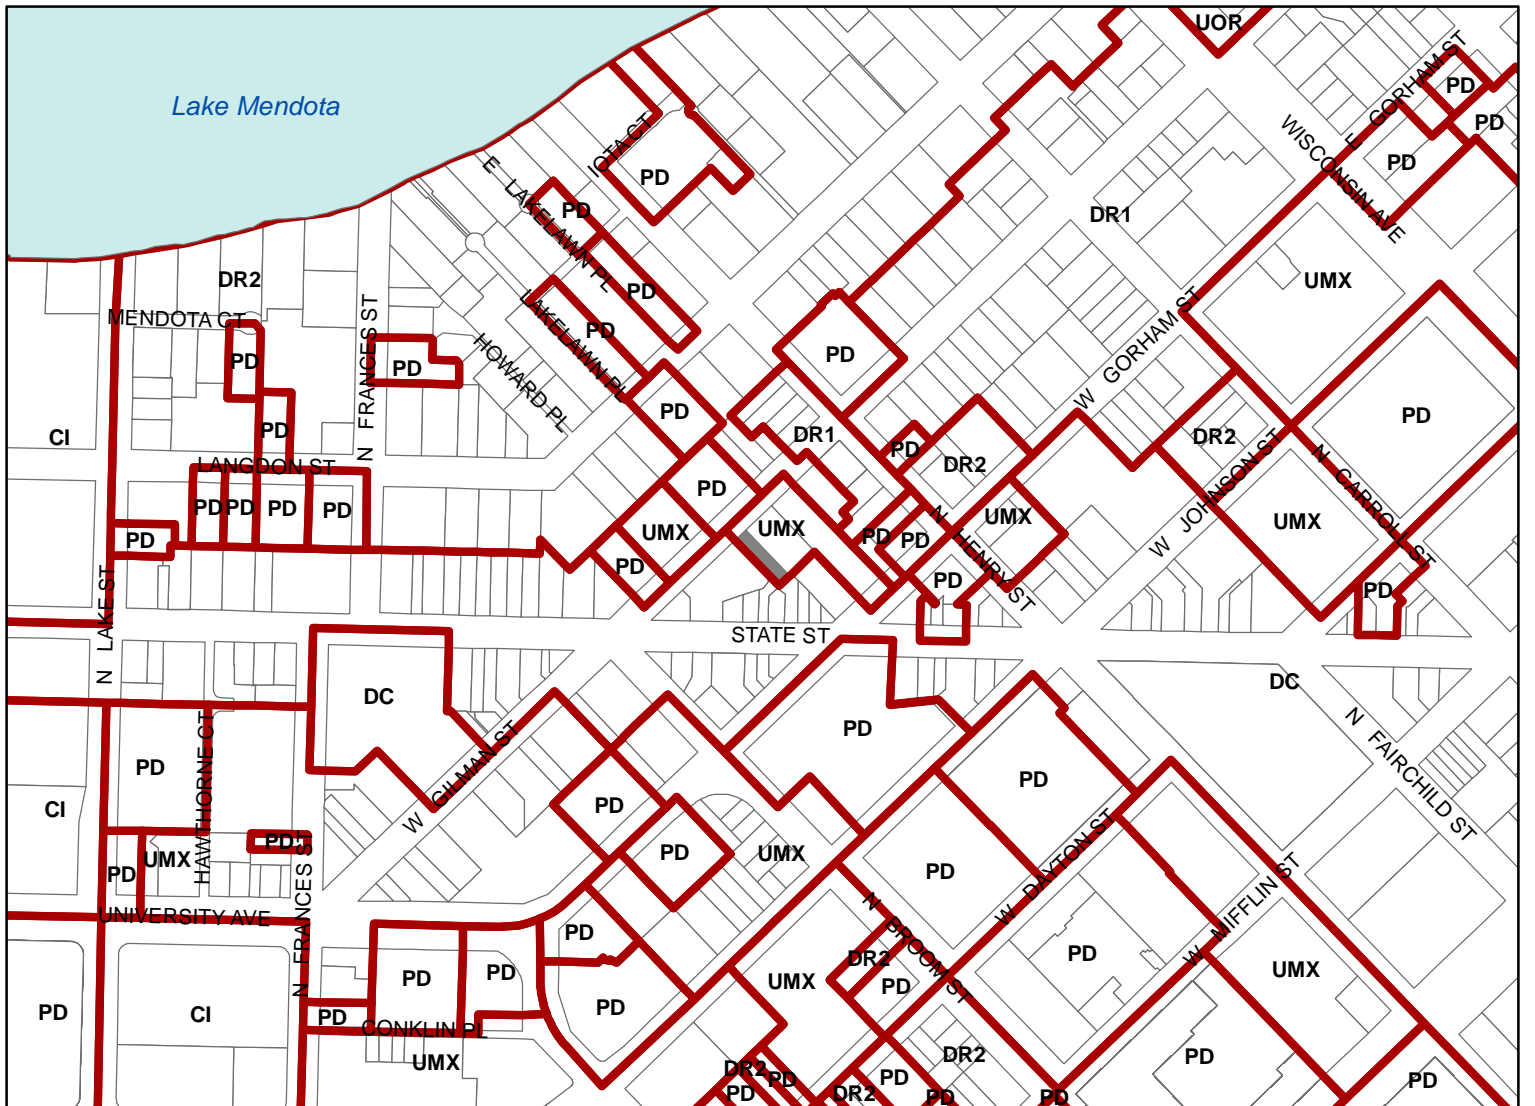 UOR
PD
Lake Mendota
E GORHAM ST
PD
WISCONSIN AVE
PD
IOTA CT
PD
E LAKELAWN PL
PD
DR1
DR2
UMX
PD
MENDOTA CT
LAKELAWN PL
PD
N FRANCES ST
W GORHAM ST
PD
PD
HOWARD PL
PD
PD
PD
PD
DR1
DR2
CI
PD
LANGDON ST
DR2
N CARROLL ST
W JOHNSON ST
PD
PD
PD
PD
PD
PD
UMX
UMX
UMX
UMX
PD
PD
PD
N HENRY ST
PD
PD
PD
N LAKE ST
STATE ST
DC
DC
PD
N FAIRCHILD ST
HAWTHORNE CT
W GILMAN ST
PD
PD
CI
PD
PD
UMX
PD
PD
UMX
PD
PD
W DAYTON ST
W MIFFLIN ST
UNIVERSITY AVE
N FRANCES ST
N BROOM ST
PD
PD
DR2
PD
PD
UMX
UMX
PD
PD
PD
CI
PD
CONKLIN PL
UMX
DR2
PD
DR2
PD
PD
PD
PD
DR2
PD
PD